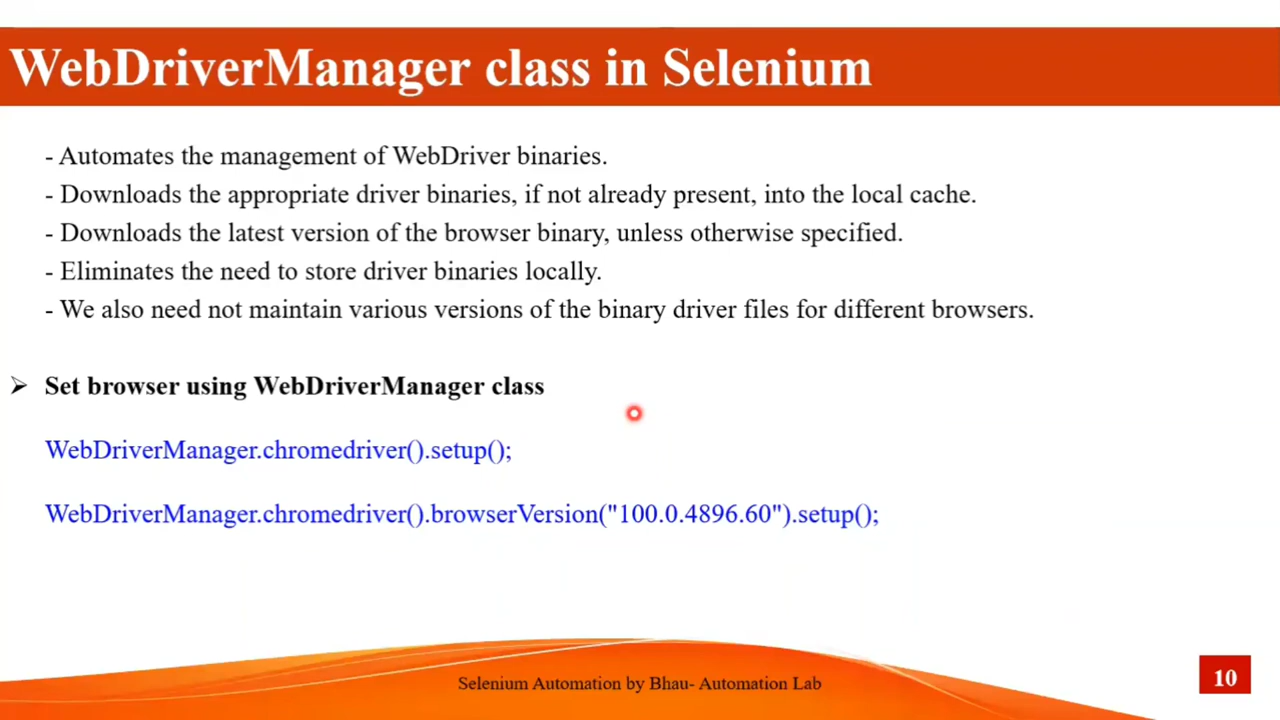 WebDriverManager class in Selenium
- Automates the management of WebDriver binaries.
- Downloads the appropriate driver binaries, if not already present, into the local cache.
- Downloads the latest version of the browser binary, unless otherwise specified.
- Eliminates the need to store driver binaries locally.
- We also need not maintain various versions of the binary driver files for different browsers.
➢ Set browser using WebDriverManager class
WebDriverManager.chromedriver().setup();
WebDriverManager.chromedriver().browserVersion("100.0.4896.60").setup();
Selenium Automation by Bhau- Automation Lab
10